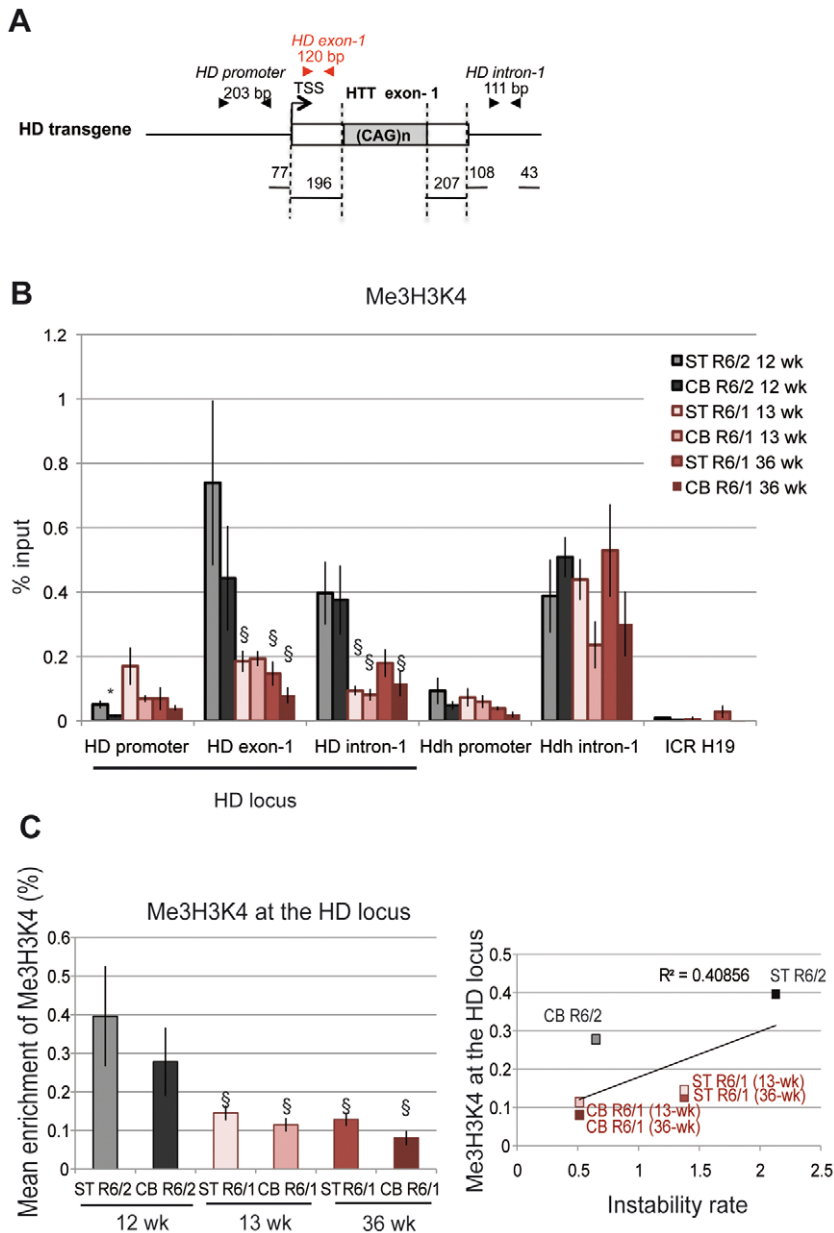 A
HD exon-1
120 bp
HD promoter
203 bp
TSS
HTT exon- 1
HD intron-1
111 bp
HD transgene
(CAG)n
77
196
207
108
43
B
Me3H3K4
1.2
1
0.8
0.6
0.4
0.2
0
% input
ST R6/2 12 wk
CB R6/2 12 wk
ST R6/1 13 wk
CB R6/1 13 wk
ST R6/1 36 wk
CB R6/1 36 wk
*
§
§
§
§
§
§
HD promoter
HD exon-1
HD intron-1
Hdh promoter
Hdh intron-1
ICR H19
HD locus
C
Me3H3K4 at the HD locus
Mean enrichment of Me3H3K4 (%)
0.6
0.5
0.4
0.3
0.2
0.1
0
§
§
§
§
ST R6/2
CB R6/2
ST R6/1
CB R6/1
ST R6/1
CB R6/1
12 wk
13 wk
36 wk
Me3H3K4 at the HD locus
0.5
0.4
0.3
0.2
0.1
0
R² = 0.40856
ST R6/2
CB R6/2
ST R6/1 (13-wk)
ST R6/1 (36-wk)
CB R6/1 (13-wk)
CB R6/1 (36-wk)
0
0.5
1
1.5
2
2.5
Instability rate